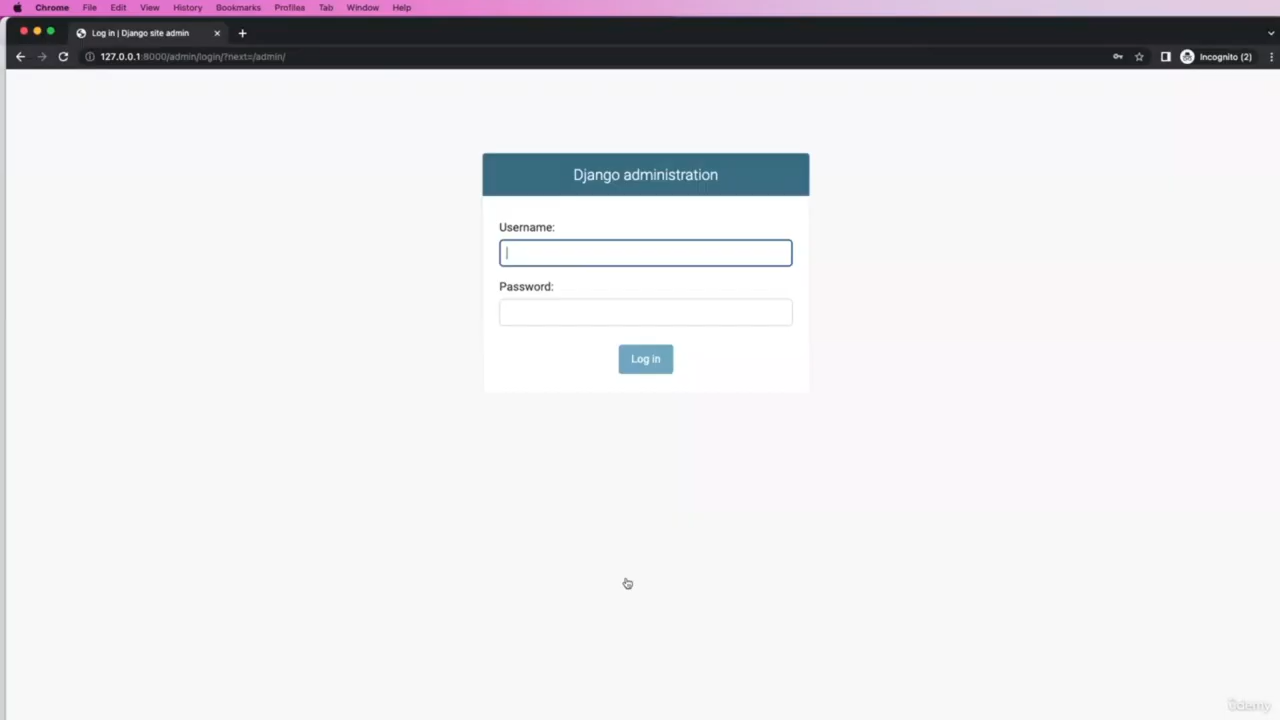 Chrome File Edit View History Bookmarks Profiles Tab Window Help
Log in | Django site admin
127.0.0.1:8000/admin/login/?next=/admin/
Incognito (2)
Django administration
Username:
Password:
Log in
Udemy